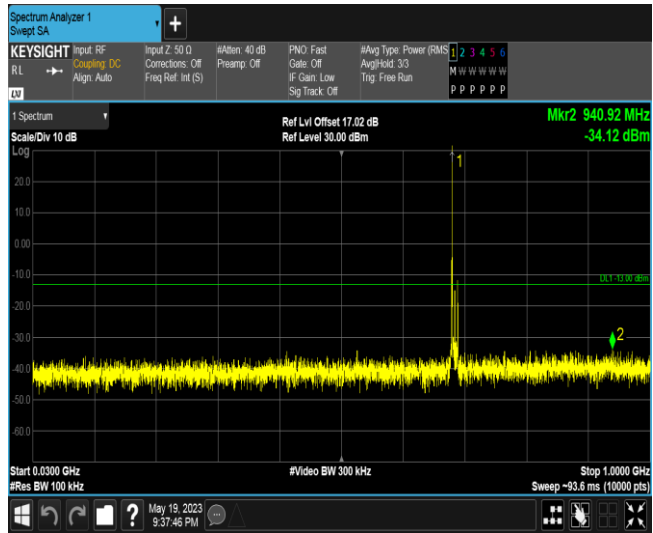 Spectrum Analyzer 1
Swept SA
+
KEYSIGHT
RL
Input: RF
Coupling: DC
Align: Auto
Input Z: 50 Ω
Corrections: Off
Freq Ref: Int (S)
#Atten: 40 dB
Preamp: Off
PNO: Fast
Gate: Off
IF Gain: Low
Sig Track: Off
#Avg Type: Power (RMS
Avg|Hold: 3/3
Trig: Free Run
1 2 3 4 5 6
M W W W W W
P P P P P P
LXI
1 Spectrum
Scale/Div 10 dB
Ref Lvl Offset 17.02 dB
Ref Level 30.00 dBm
Mkr2 940.92 MHz
-34.12 dBm
Log
1
20.0
10.0
0.00
-10.0
DL1 -13.00 dBm
-20.0
-30.0
2
-40.0
-50.0
-60.0
Start 0.0300 GHz
#Video BW 300 kHz
Stop 1.0000 GHz
#Res BW 100 kHz
Sweep ~93.6 ms (10000 pts)
?
May 19, 2023
9:37:46 PM